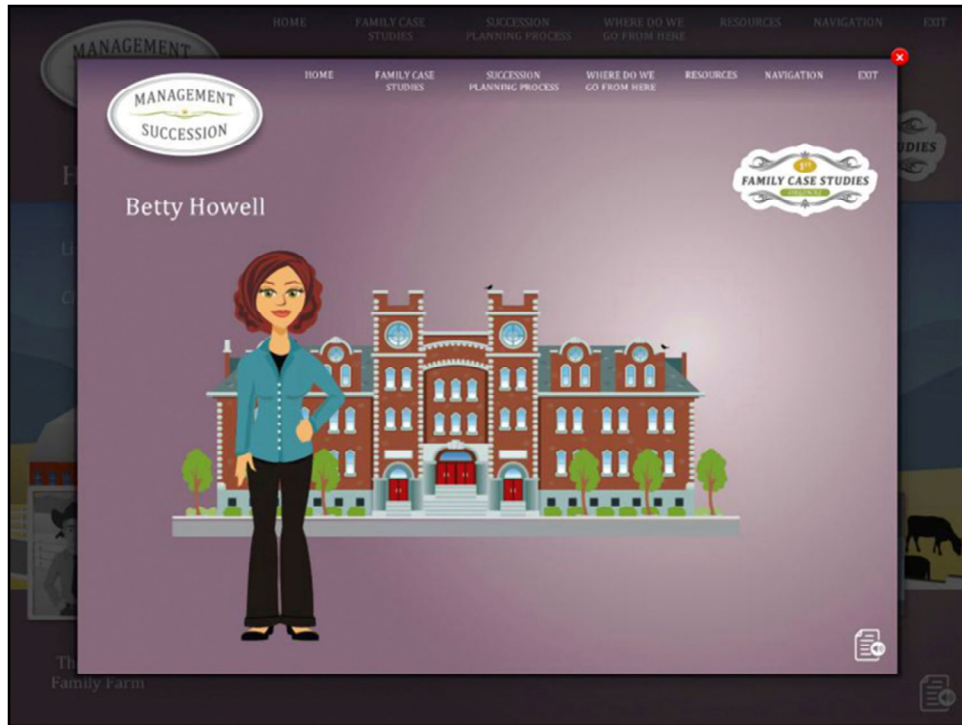 HOME
FAMILY CASE
STUDIES
SUCCESSION
PLANNING PROCESS
WHERE DO WE
GO FROM HERE
RESOURCES
NAVIGATION
EXIT
MANAGEMENT
HOME
FAMILY CASE
STUDIES
SUCCESSION
PLANNING PROCESS
WHERE DO WE
GO FROM HERE
RESOURCES
NAVIGATION
EXIT
MANAGEMENT
SUCCESSION
1ST
FAMILY CASE STUDIES
Betty Howell
Family Farm